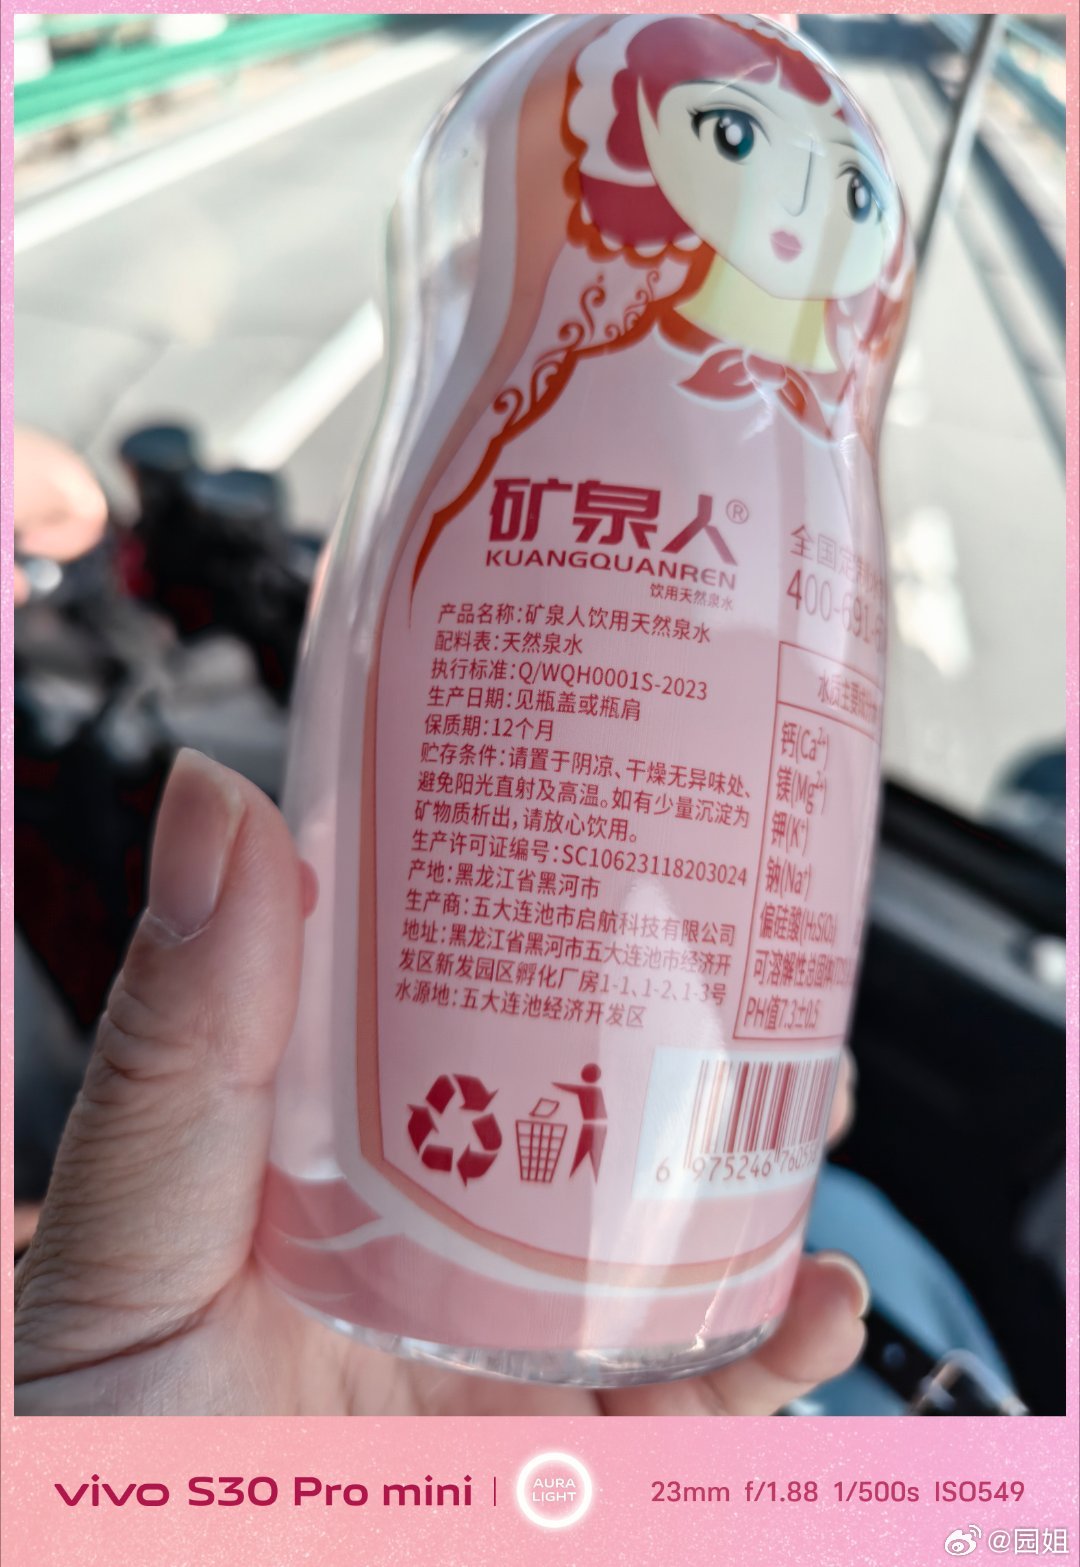 矿泉人®
KUANGQUANREN
饮用天然泉水
产品名称:矿泉人饮用天然泉水
配料表:天然泉水
执行标准:Q/WQH0001S-2023
生产日期:见瓶盖或瓶肩
保质期:12个月
贮存条件:请置于阴凉、干燥无异味处、
避免阳光直射及高温。如有少量沉淀为
矿物质析出,请放心饮用。
生产许可证编号:SC10623118203024
产地:黑龙江省黑河市
生产商:五大连池市启航科技有限公司
地址:黑龙江省黑河市五大连池市经济开
发区新发园区孵化厂房1-1、1-2、1-3号
水源地:五大连池经济开发区
全国
400-691-
水质主要成分
钙(Ca²⁺)
镁(Mg²⁺)
钾(K⁺)
钠(Na⁺)
偏硅酸(H₂SiO₃)
可溶解性总固体
PH值7.3±0.5
6 975246 7605
vivo S30 Pro mini
AURA
LIGHT
23mm f/1.88 1/500s ISO549
@园姐